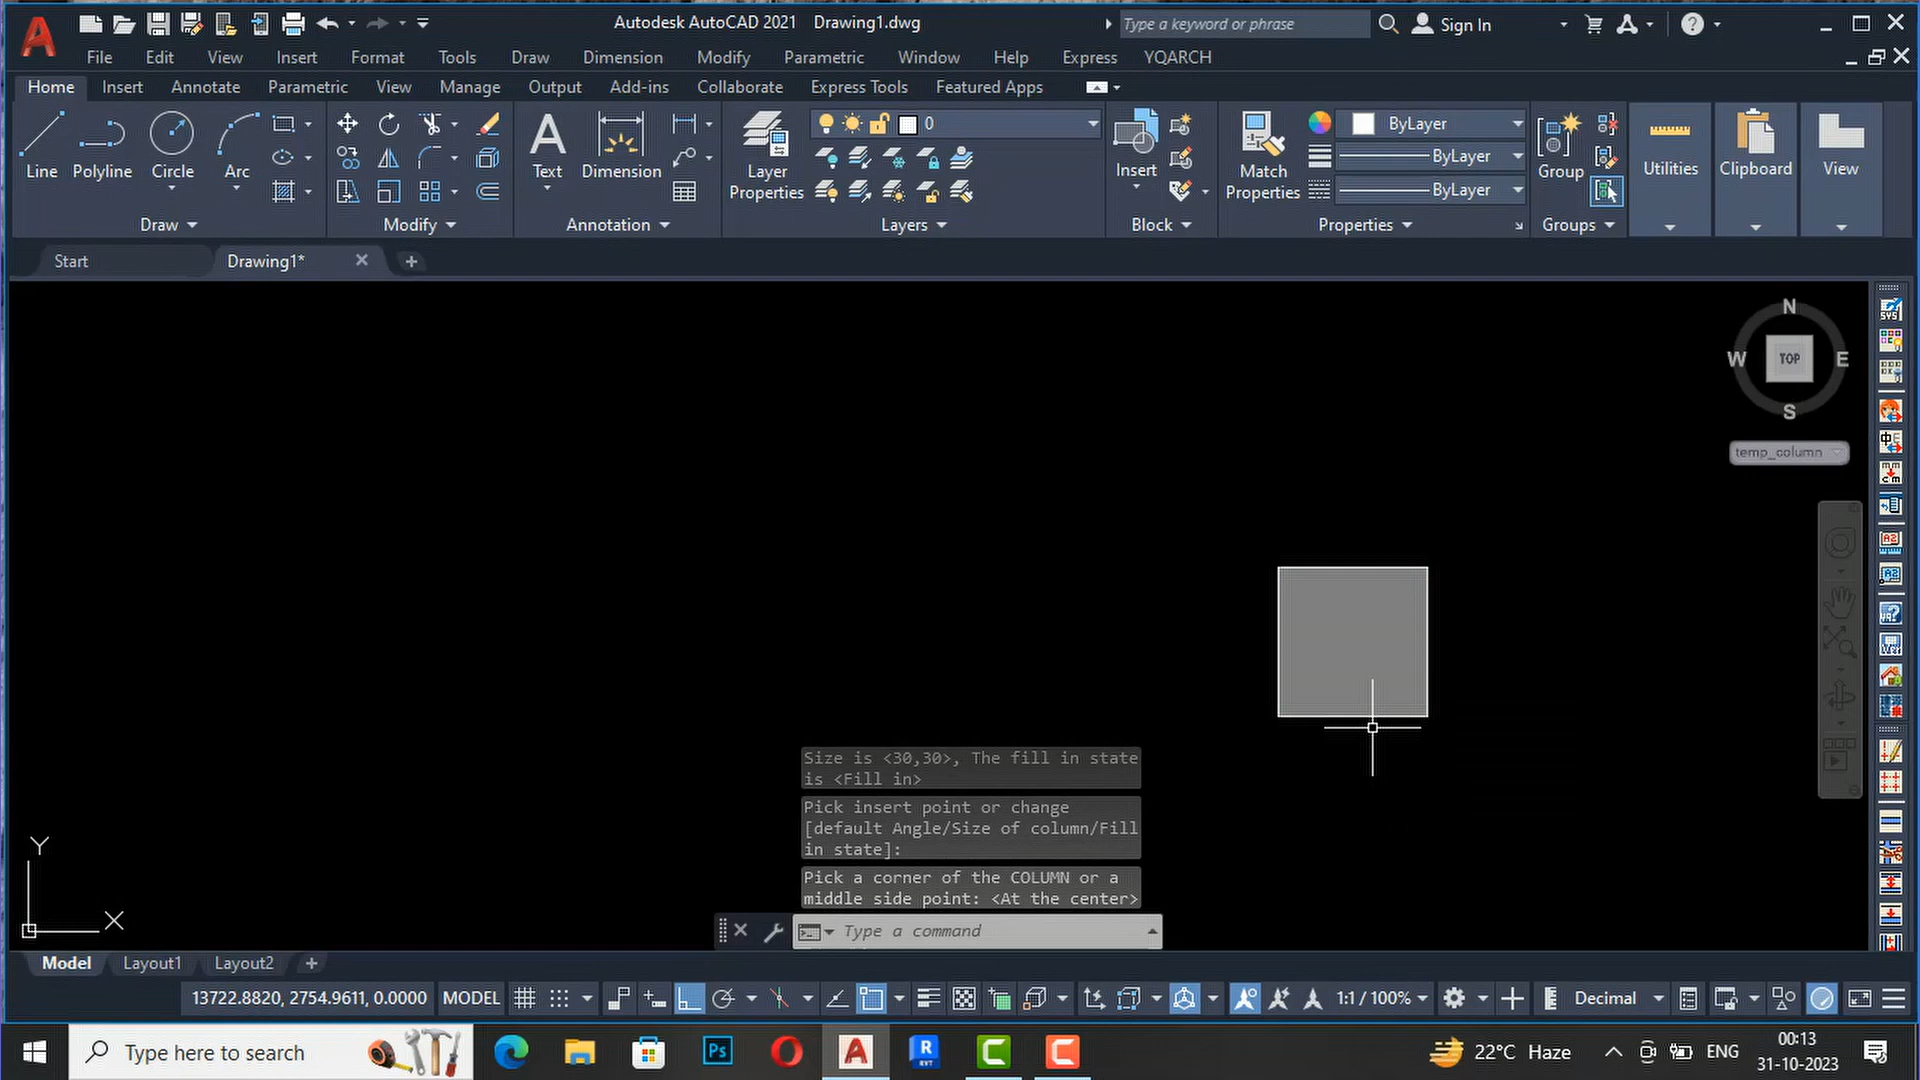 Autodesk AutoCAD 2021 Drawing1.dwg
Type a keyword or phrase
Sign In
File Edit View Insert Format Tools Draw Dimension Modify Parametric Window Help Express YQARCH
Home Insert Annotate Parametric View Manage Output Add-ins Collaborate Express Tools Featured Apps
0
ByLayer
ByLayer
ByLayer
Line Polyline Circle Arc
Text Dimension
Layer Properties
Insert
Match Properties
Group
Utilities
Clipboard
View
Draw Modify Annotation Layers Block Properties Groups
Start Drawing1*
N
W TOP E
S
temp_column
Size is <30,30>, The fill in state
is <Fill in>
Pick insert point or change
[default Angle/Size of column/Fill
in state]:
Pick a corner of the COLUMN or a
middle side point: <At the center>
Type a command
Y
X
Model Layout1 Layout2
13722.8820, 2754.9611, 0.0000 MODEL 1:1 / 100% Decimal
Type here to search
Ps
R
RVT
22°C Haze
ENG
00:13
31-10-2023